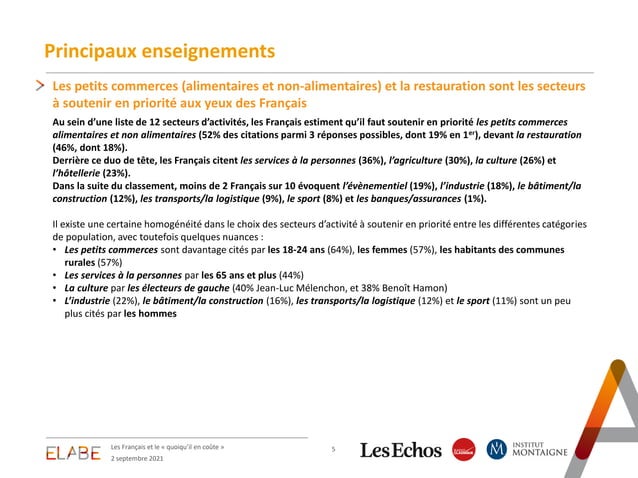 Principaux enseignements
Les petits commerces (alimentaires et non-alimentaires) et la restauration sont les secteurs
à soutenir en priorité aux yeux des Français
Au sein d'une liste de 12 secteurs d'activités, les Français estiment qu'il faut soutenir en priorité les petits commerces
alimentaires et non alimentaires (52% des citations parmi 3 réponses possibles, dont 19% en 1er), devant la restauration
(46%, dont 18%).
Derrière ce duo de tête, les Français citent les services à la personnes (36%), l'agriculture (30%), la culture (26%) et
l'hôtellerie (23%).
Dans la suite du classement, moins de 2 Français sur 10 évoquent l'évènementiel (19%), l'industrie (18%), le bâtiment/la
construction (12%), les transports/la logistique (9%), le sport (8%) et les banques/assurances (1%).
Il existe une certaine homogénéité dans le choix des secteurs d'activité à soutenir en priorité entre les différentes catégories
de population, avec toutefois quelques nuances :
• Les petits commerces sont davantage cités par les 18-24 ans (64%), les femmes (57%), les habitants des communes
rurales (57%)
• Les services à la personnes par les 65 ans et plus (44%)
• La culture par les électeurs de gauche (40% Jean-Luc Mélenchon, et 38% Benoît Hamon)
• L'industrie (22%), le bâtiment/la construction (16%), les transports/la logistique (12%) et le sport (11%) sont un peu
plus cités par les hommes
ELABE
Les Français et le « quoiqu'il en coûte »
2 septembre 2021
5
LesEchos
RADIO CLASSIQUE
M
INSTITUT
MONTAIGNE